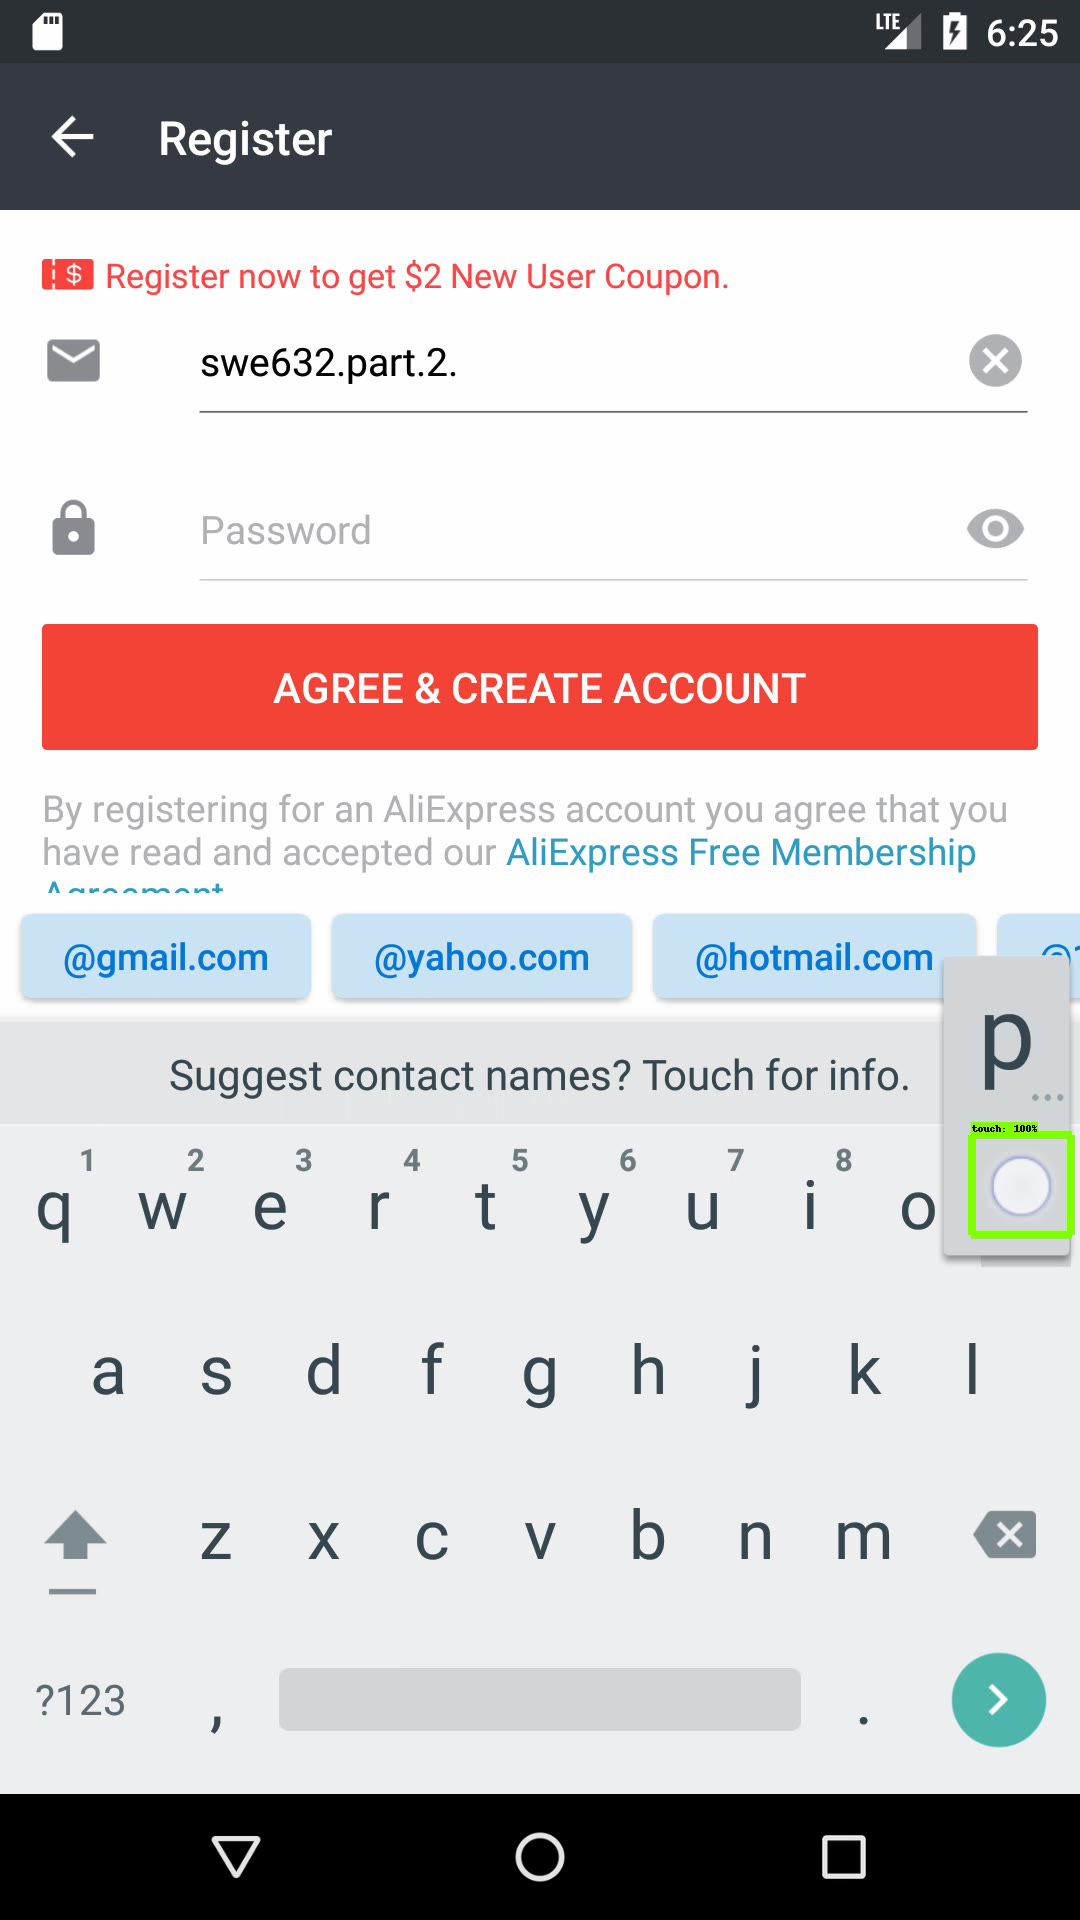 LTE 6:25
Register
$ Register now to get $2 New User Coupon.
swe632.part.2.
Password
AGREE & CREATE ACCOUNT
By registering for an AliExpress account you agree that you
have read and accepted our AliExpress Free Membership
Agreement
@gmail.com @yahoo.com @hotmail.com
p
Suggest contact names? Touch for info.
touch: 100%
1 2 3 4 5 6 7 8
q w e r t y u i o
a s d f g h j k l
z x c v b n m
?123 , .